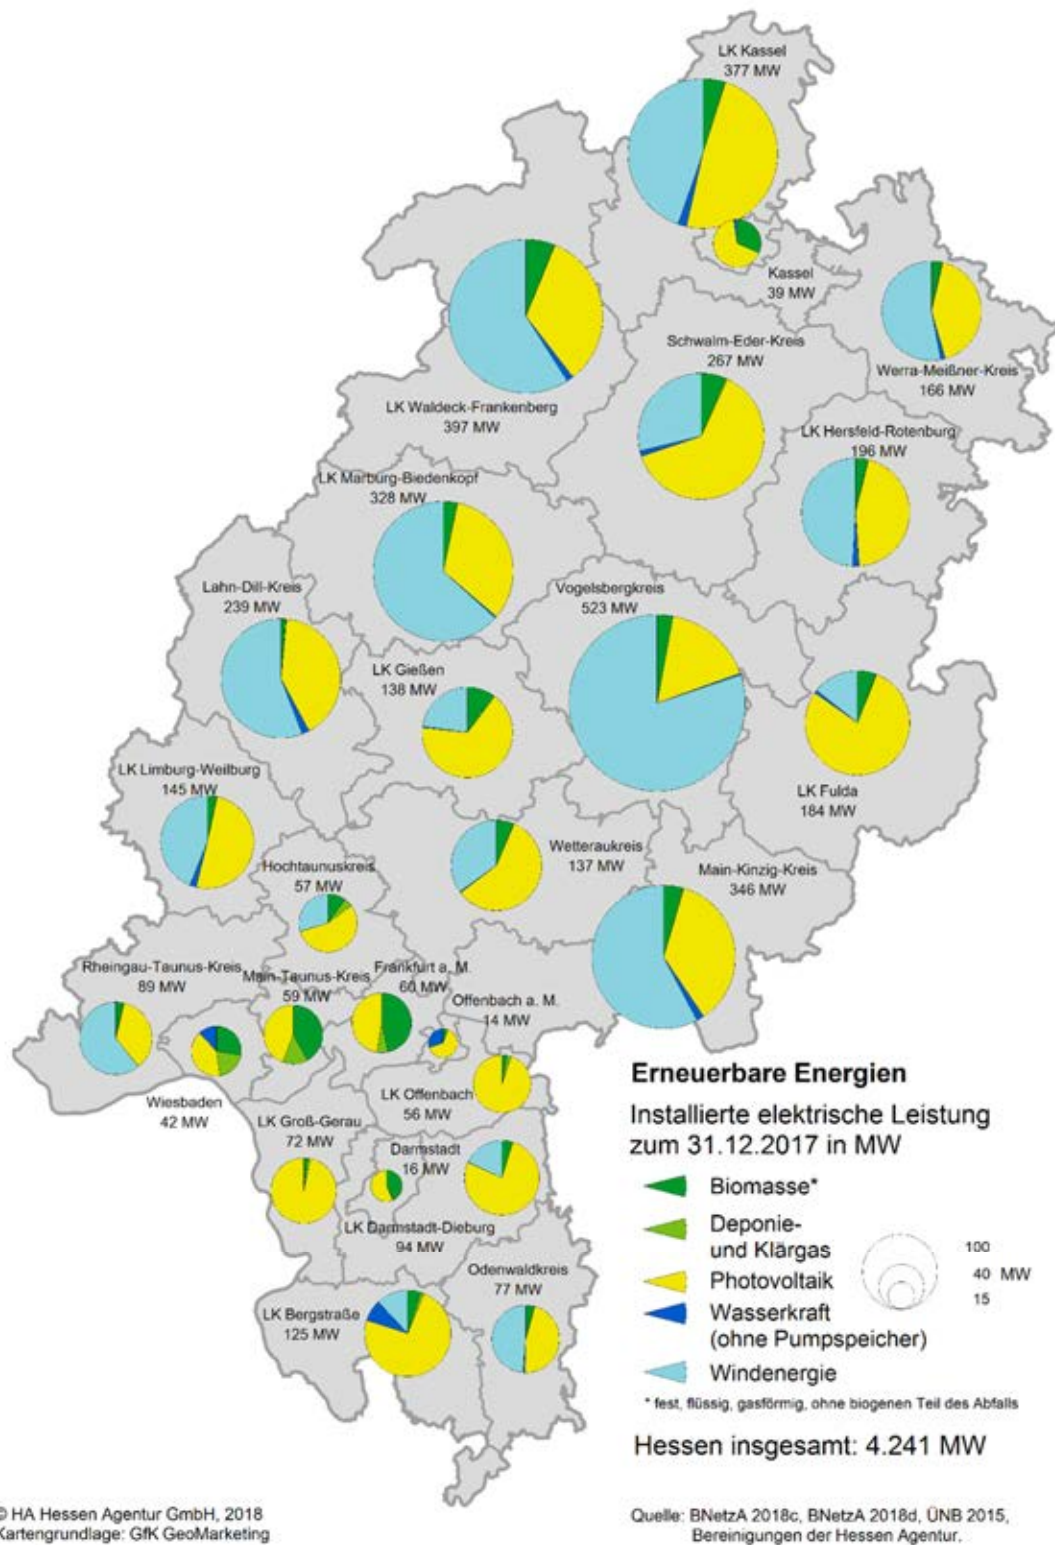 LK Kassel
377 MW
Kassel
39 MW
Schwalm-Eder-Kreis
267 MW
Werra-Meißner-Kreis
166 MW
LK Waldeck-Frankenberg
397 MW
LK Hersfeld-Rotenburg
196 MW
LK Marburg-Biedenkopf
328 MW
Lahn-Dill-Kreis
239 MW
Vogelsbergkreis
523 MW
LK Gießen
138 MW
LK Limburg-Weilburg
145 MW
LK Fulda
184 MW
Wetteraukreis
137 MW
Hochtaunuskreis
57 MW
Main-Kinzig-Kreis
346 MW
Rheingau-Taunus-Kreis
89 MW
Main-Taunus-Kreis
59 MW
Frankfurt a. M.
60 MW
Offenbach a. M.
14 MW
Wiesbaden
42 MW
LK Offenbach
56 MW
LK Groß-Gerau
72 MW
Darmstadt
16 MW
LK Darmstadt-Dieburg
94 MW
Odenwaldkreis
77 MW
LK Bergstraße
125 MW
Erneuerbare Energien
Installierte elektrische Leistung
zum 31.12.2017 in MW
Biomasse*
Deponie-
und Klärgas
Photovoltaik
Wasserkraft
(ohne Pumpspeicher)
Windenergie
100
40 MW
15
* fest, flüssig, gasförmig, ohne biogenen Teil des Abfalls
Hessen insgesamt: 4.241 MW
© HA Hessen Agentur GmbH, 2018
Kartengrundlage: GfK GeoMarketing
Quelle: BNetzA 2018c, BNetzA 2018d, ÜNB 2015,
Bereinigungen der Hessen Agentur.